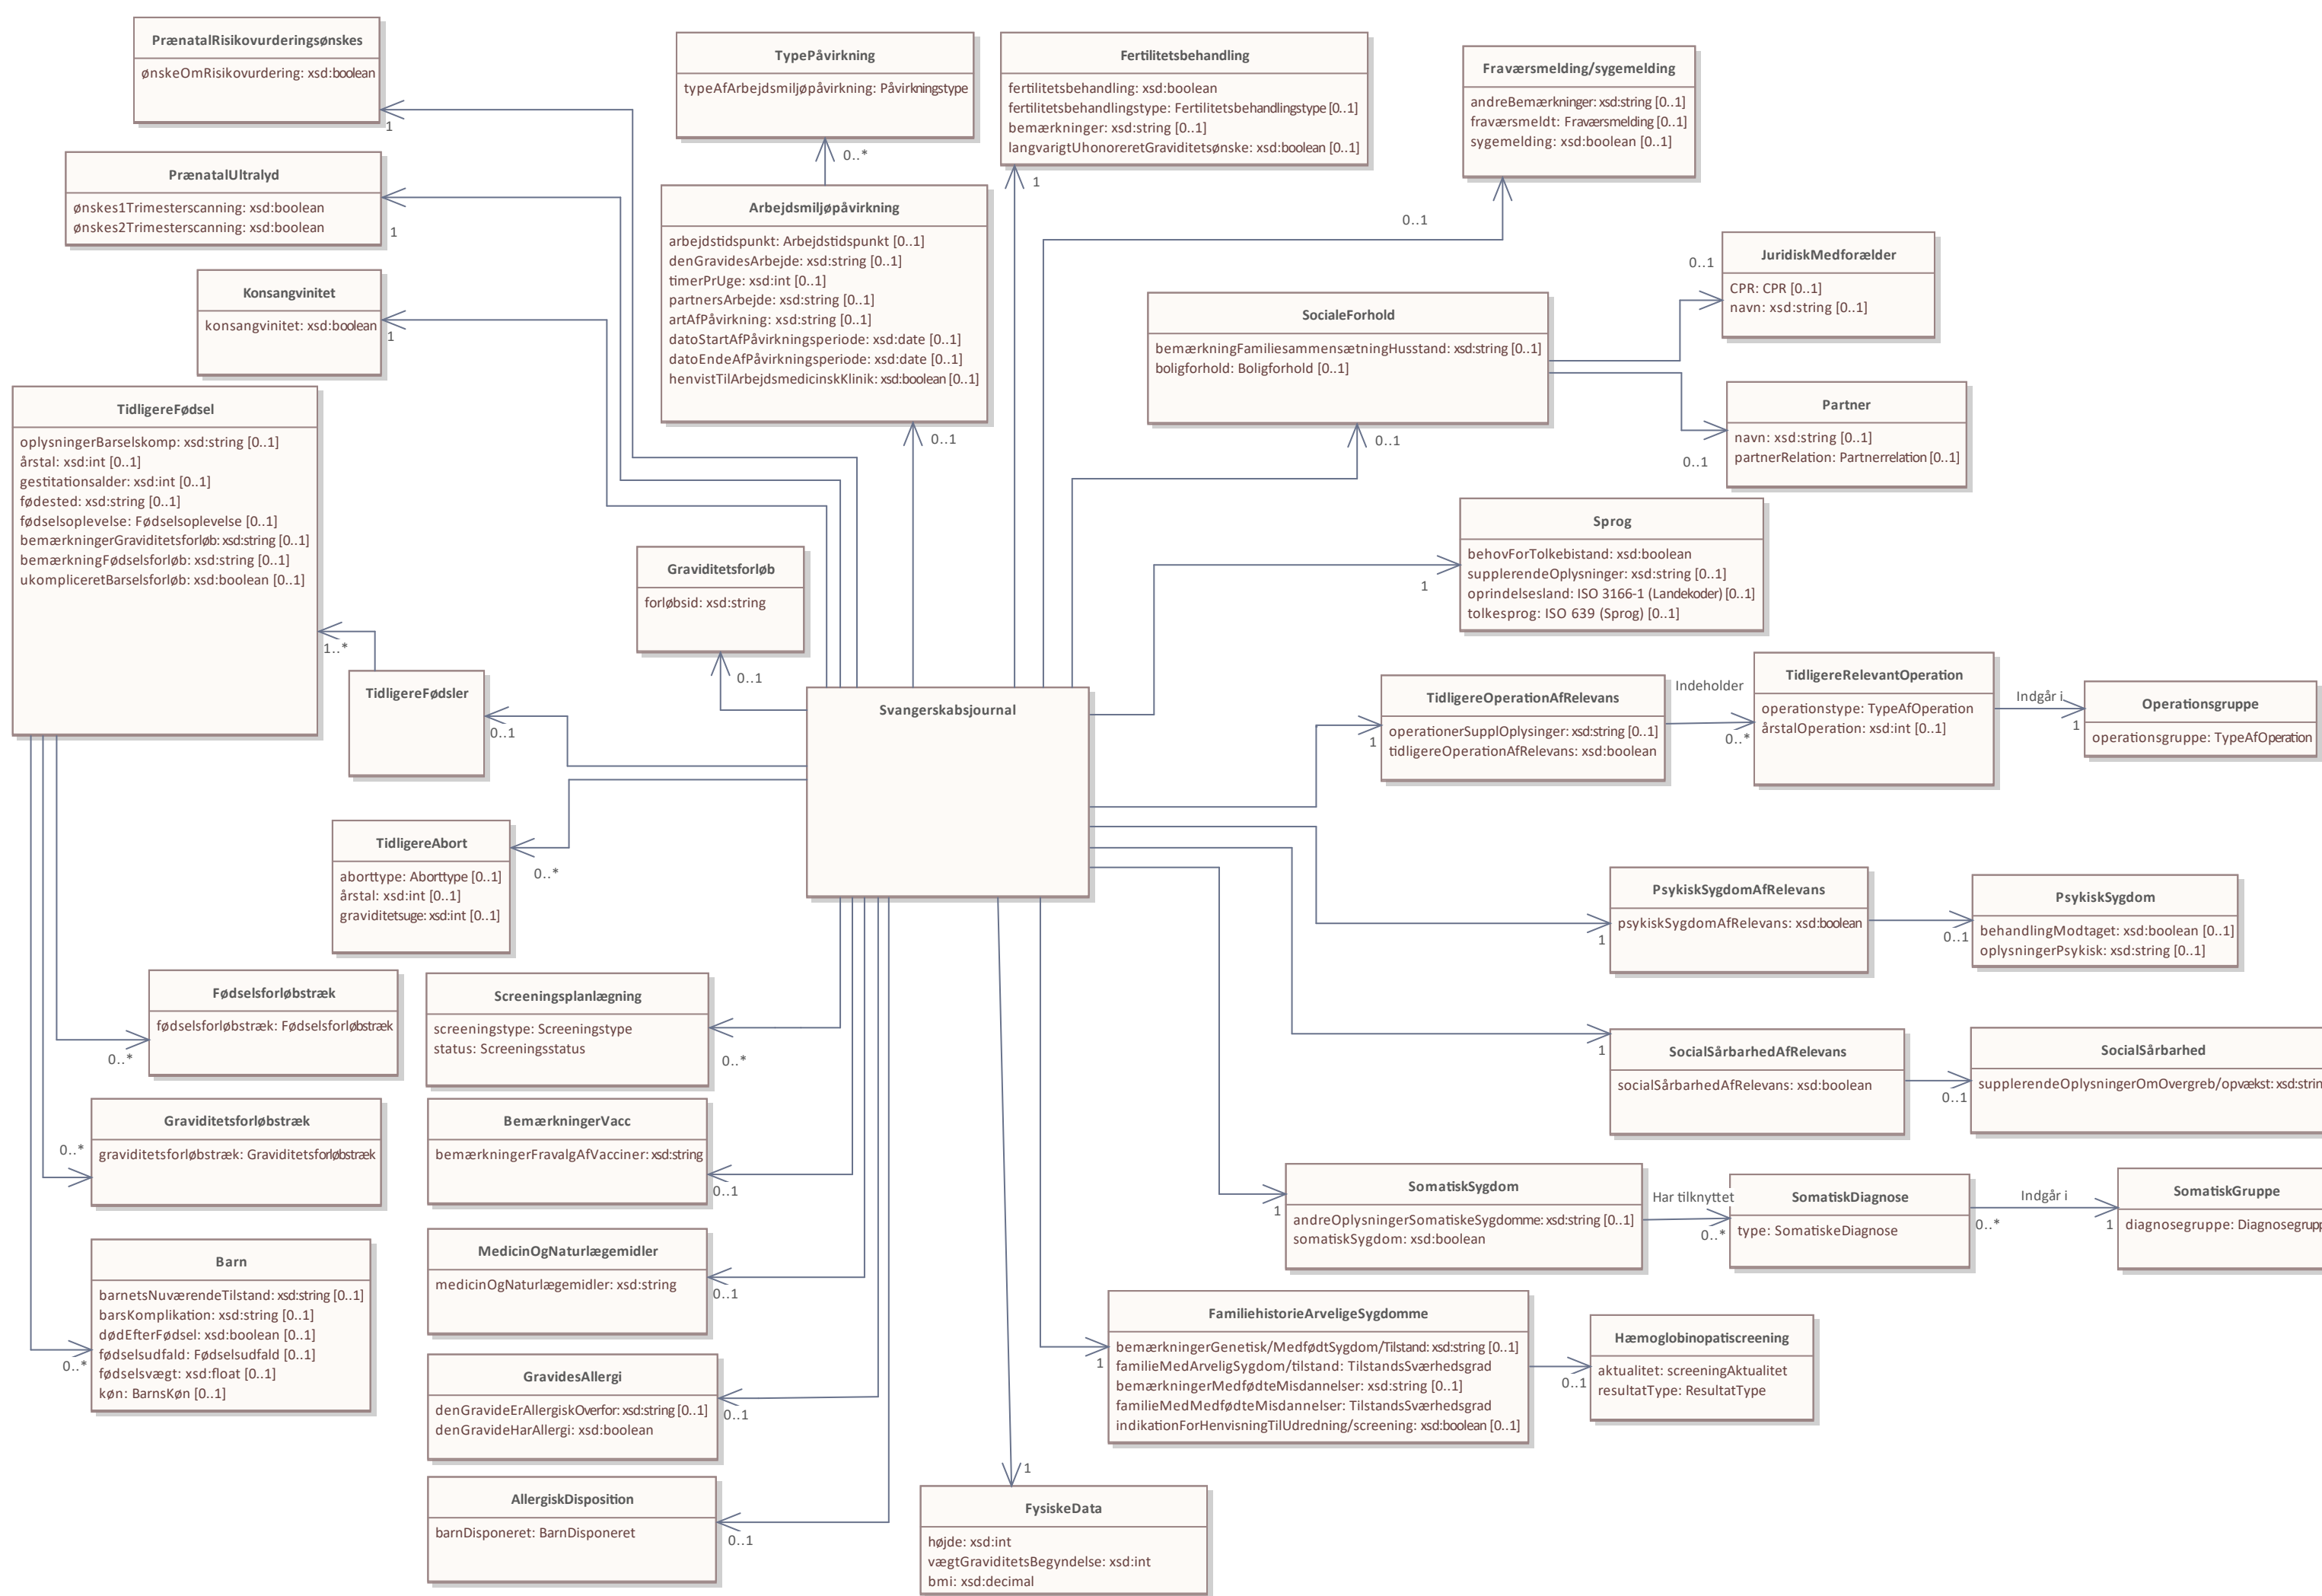 PrænatalRisikovurderingsønskes
ønskeOmRisikovurdering: xsd:boolean
1
PrænatalUltralyd
ønskes1Trimesterscanning: xsd:boolean
ønskes2Trimesterscanning: xsd:boolean
1
Konsangvinitet
konsangvinitet: xsd:boolean
1
TypePåvirkning
typeAfArbejdsmiljøpåvirkning: Påvirkningstype
0..*
Arbejdsmiljøpåvirkning
arbejdstidspunkt: Arbejdstidspunkt [0..1]
denGravidesArbejde: xsd:string [0..1]
timerPrUge: xsd:int [0..1]
partnersArbejde: xsd:string [0..1]
artAfPåvirkning: xsd:string [0..1]
datoStartAfPåvirkningsperiode: xsd:date [0..1]
datoEndeAfPåvirkningsperiode: xsd:date [0..1]
henvistTilArbejdsmedicinskKlinik: xsd:boolean [0..1]
0..1
Fertilitetsbehandling
fertilitetsbehandling: xsd:boolean
fertilitetsbehandlingstype: Fertilitetsbehandlingstype [0..1]
bemærkninger: xsd:string [0..1]
langvarigtUhonoreretGraviditetsønske: xsd:boolean [0..1]
1
Fraværsmelding/sygemelding
andreBemærkninger: xsd:string [0..1]
fraværsmeldt: Fraværsmelding [0..1]
sygemelding: xsd:boolean [0..1]
0..1
JuridiskMedforælder
CPR: CPR [0..1]
navn: xsd:string [0..1]
0..1
SocialeForhold
bemærkningFamiliesammensætningHusstand: xsd:string [0..1]
boligforhold: Boligforhold [0..1]
0..1
Partner
navn: xsd:string [0..1]
partnerRelation: Partnerrelation [0..1]
0..1
TidligereFødsel
oplysningerBarselskomp: xsd:string [0..1]
årstal: xsd:int [0..1]
gestitationsalder: xsd:int [0..1]
fødested: xsd:string [0..1]
fødselsoplevelse: Fødselsoplevelse [0..1]
bemærkningerGraviditetsforløb: xsd:string [0..1]
bemærkningFødselsforløb: xsd:string [0..1]
ukompliceretBarselsforløb: xsd:boolean [0..1]
1..*
Graviditetsforløb
forløbsid: xsd:string
0..1
Sprog
behovForTolkebistand: xsd:boolean
supplerendeOplysninger: xsd:string [0..1]
oprindelsesland: ISO 3166-1 (Landekoder) [0..1]
tolkesprog: ISO 639 (Sprog) [0..1]
1
TidligereFødsler
0..1
Svangerskabsjournal
TidligereOperationAfRelevans
operationerSupplOplysinger: xsd:string [0..1]
tidligereOperationAfRelevans: xsd:boolean
1
Indeholder
0..*
TidligereRelevantOperation
operationstype: TypeAfOperation
årstalOperation: xsd:int [0..1]
Indgår i
1
Operationsgruppe
operationsgruppe: TypeAfOperation
TidligereAbort
aborttype: Aborttype [0..1]
årstal: xsd:int [0..1]
graviditetsuge: xsd:int [0..1]
0..*
PsykiskSygdomAfRelevans
psykiskSygdomAfRelevans: xsd:boolean
1
PsykiskSygdom
behandlingModtaget: xsd:boolean [0..1]
oplysningerPsykisk: xsd:string [0..1]
0..1
Fødselsforløbstræk
fødselsforløbstræk: Fødselsforløbstræk
0..*
Screeningsplanlægning
screeningstype: Screeningstype
status: Screeningsstatus
0..*
SocialSårbarhedAfRelevans
socialSårbarhedAfRelevans: xsd:boolean
1
SocialSårbarhed
supplerendeOplysningerOmOvergreb/opvækst: xsd:strin
0..1
Graviditetsforløbstræk
graviditetsforløbstræk: Graviditetsforløbstræk
0..*
BemærkningerVacc
bemærkningerFravalgAfVacciner: xsd:string
0..1
SomatiskSygdom
andreOplysningerSomatiskeSygdomme: xsd:string [0..1]
somatiskSygdom: xsd:boolean
1
Har tilknyttet
0..*
SomatiskDiagnose
type: SomatiskeDiagnose
Indgår i
0..*
1
SomatiskGruppe
diagnosegruppe: Diagnosegrupp
Barn
barnetsNuværendeTilstand: xsd:string [0..1]
barsKomplikation: xsd:string [0..1]
dødEfterFødsel: xsd:boolean [0..1]
fødselsudfald: Fødselsudfald [0..1]
fødselsvægt: xsd:float [0..1]
køn: BarnsKøn [0..1]
0..*
MedicinOgNaturlægemidler
medicinOgNaturlægemidler: xsd:string
0..1
FamiliehistorieArveligeSygdomme
bemærkningerGenetisk/MedfødtSygdom/Tilstand: xsd:string [0..1]
familieMedArveligSygdom/tilstand: TilstandsSværhedsgrad
bemærkningerMedfødteMisdannelser: xsd:string [0..1]
familieMedMedfødteMisdannelser: TilstandsSværhedsgrad
indikationForHenvisningTilUdredning/screening: xsd:boolean [0..1]
1
Hæmoglobinopatiscreening
aktualitet: screeningAktualitet
resultatType: ResultatType
0..1
GravidesAllergi
denGravideErAllergiskOverfor: xsd:string [0..1]
denGravideHarAllergi: xsd:boolean
0..1
AllergiskDisposition
barnDisponeret: BarnDisponeret
0..1
FysiskeData
højde: xsd:int
vægtGraviditetsBegyndelse: xsd:int
bmi: xsd:decimal
1